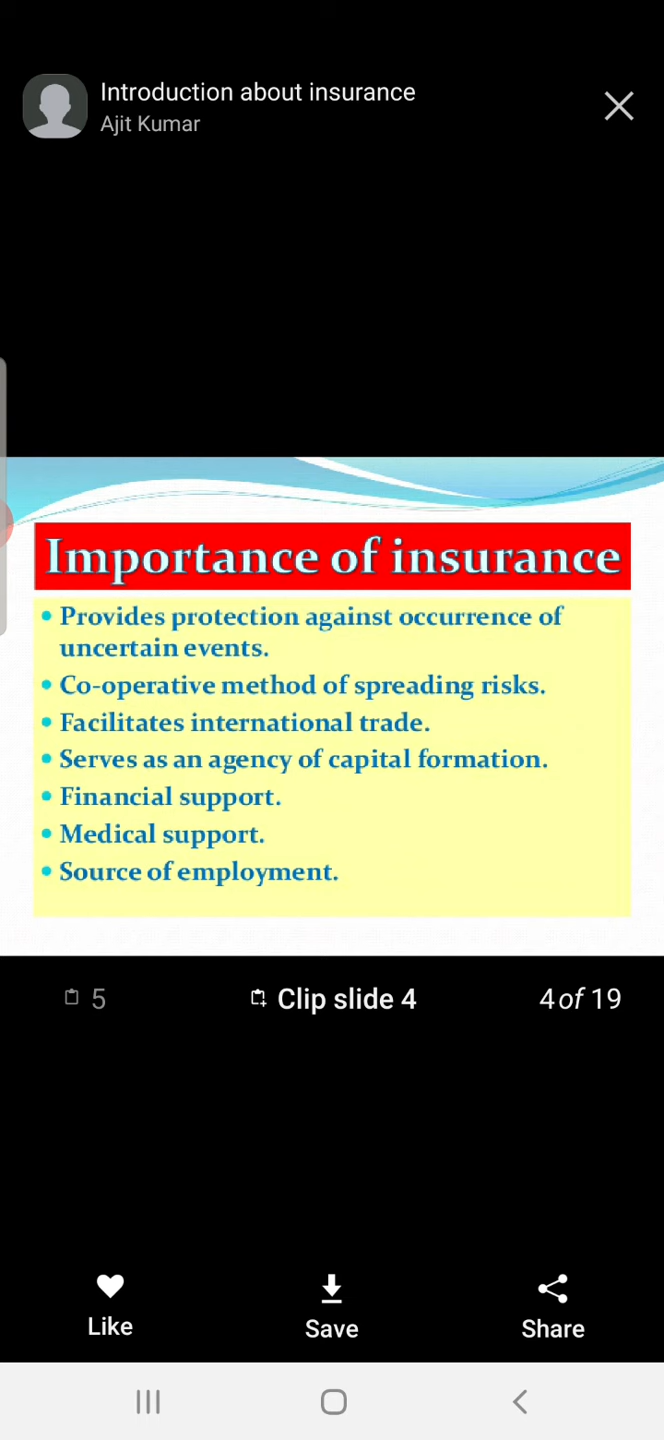 Introduction about insurance
Ajit Kumar
Importance of insurance
• Provides protection against occurrence of
uncertain events.
• Co-operative method of spreading risks.
• Facilitates international trade.
• Serves as an agency of capital formation.
• Financial support.
• Medical support.
• Source of employment.
5
Clip slide 4
4 of 19
Like
Save
Share